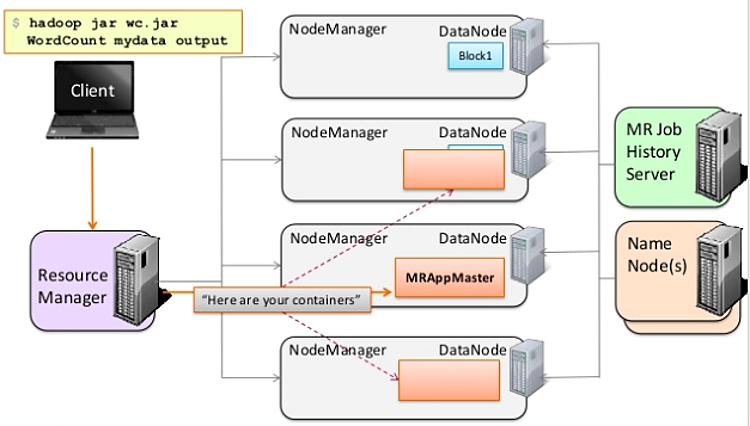 $ hadoop jar wc.jar
WordCount mydata output
Client
NodeManager
DataNode
Block1
NodeManager
DataNode
MR Job
History
Server
NodeManager
DataNode
MRAppMaster
Name
Node(s)
Resource
Manager
“Here are your containers”
NodeManager
DataNode